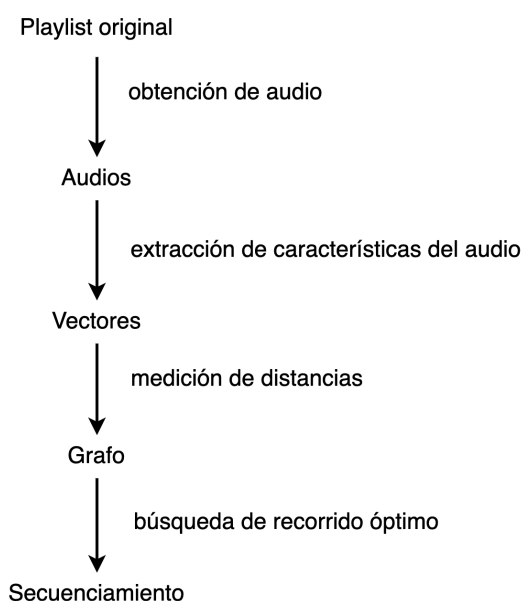 Playlist original
obtención de audio
Audios
extracción de características del audio
Vectores
medición de distancias
Grafo
búsqueda de recorrido óptimo
Secuenciamiento